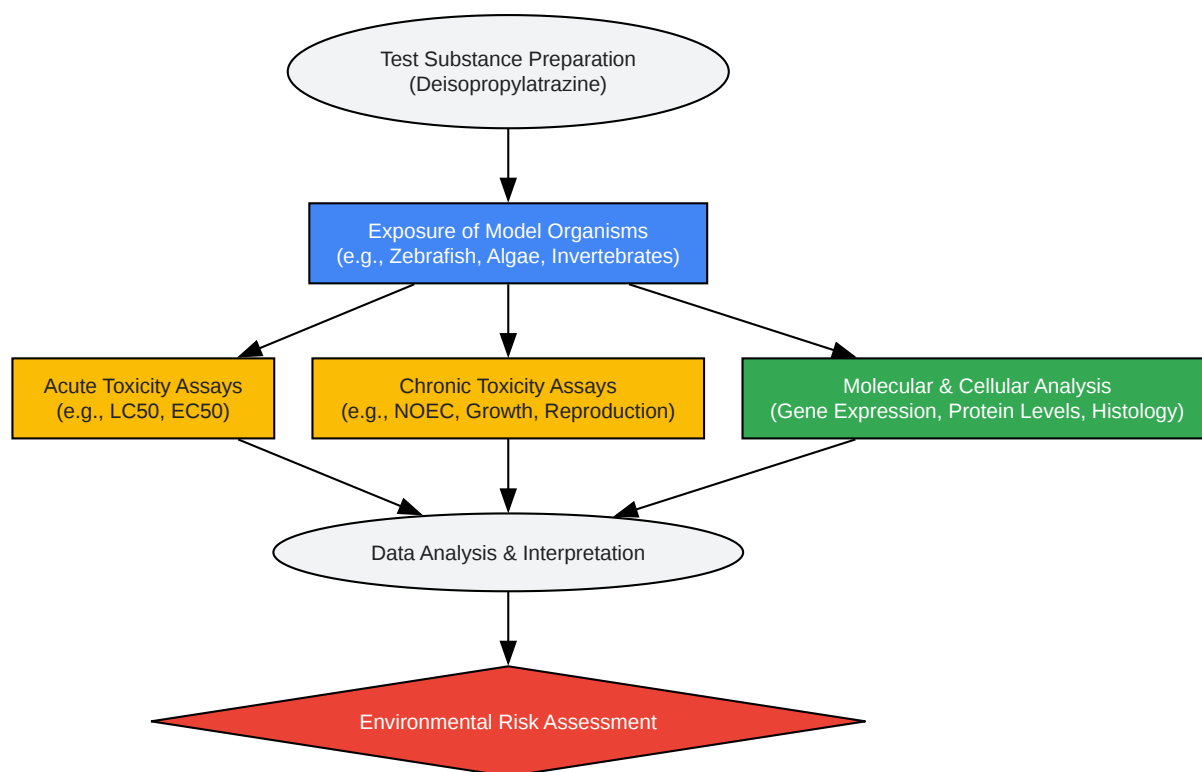 Test Substance Preparation
(Deisopropylatrazine)
Exposure of Model Organisms
(e.g., Zebrafish, Algae, Invertebrates)
Acute Toxicity Assays
(e.g., LC50, EC50)
Chronic Toxicity Assays
(e.g., NOEC, Growth, Reproduction)
Molecular & Cellular Analysis
(Gene Expression, Protein Levels, Histology)
Data Analysis & Interpretation
Environmental Risk Assessment